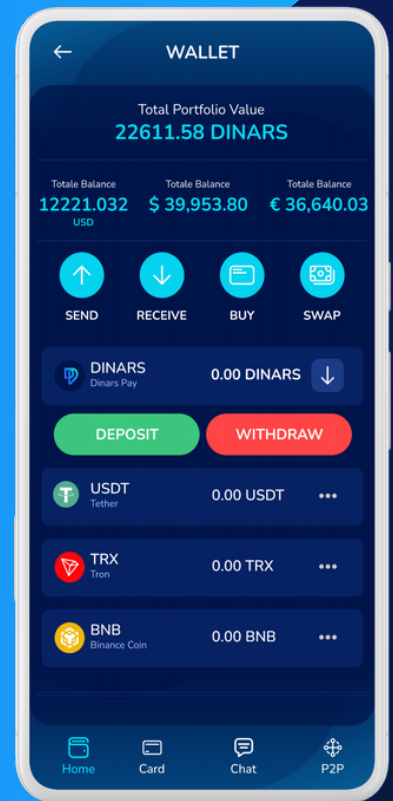 WALLET
Total Portfolio Value
22611.58 DINARS
Totale Balance Totale Balance Totale Balance
12221.032 $ 39,953.80 € 36,640.03
USD
SEND RECEIVE BUY SWAP
DINARS 0.00 DINARS
Dinars Pay
DEPOSIT WITHDRAW
USDT 0.00 USDT
Tether
TRX 0.00 TRX
Tron
BNB 0.00 BNB
Binance Coin
Home Card Chat P2P